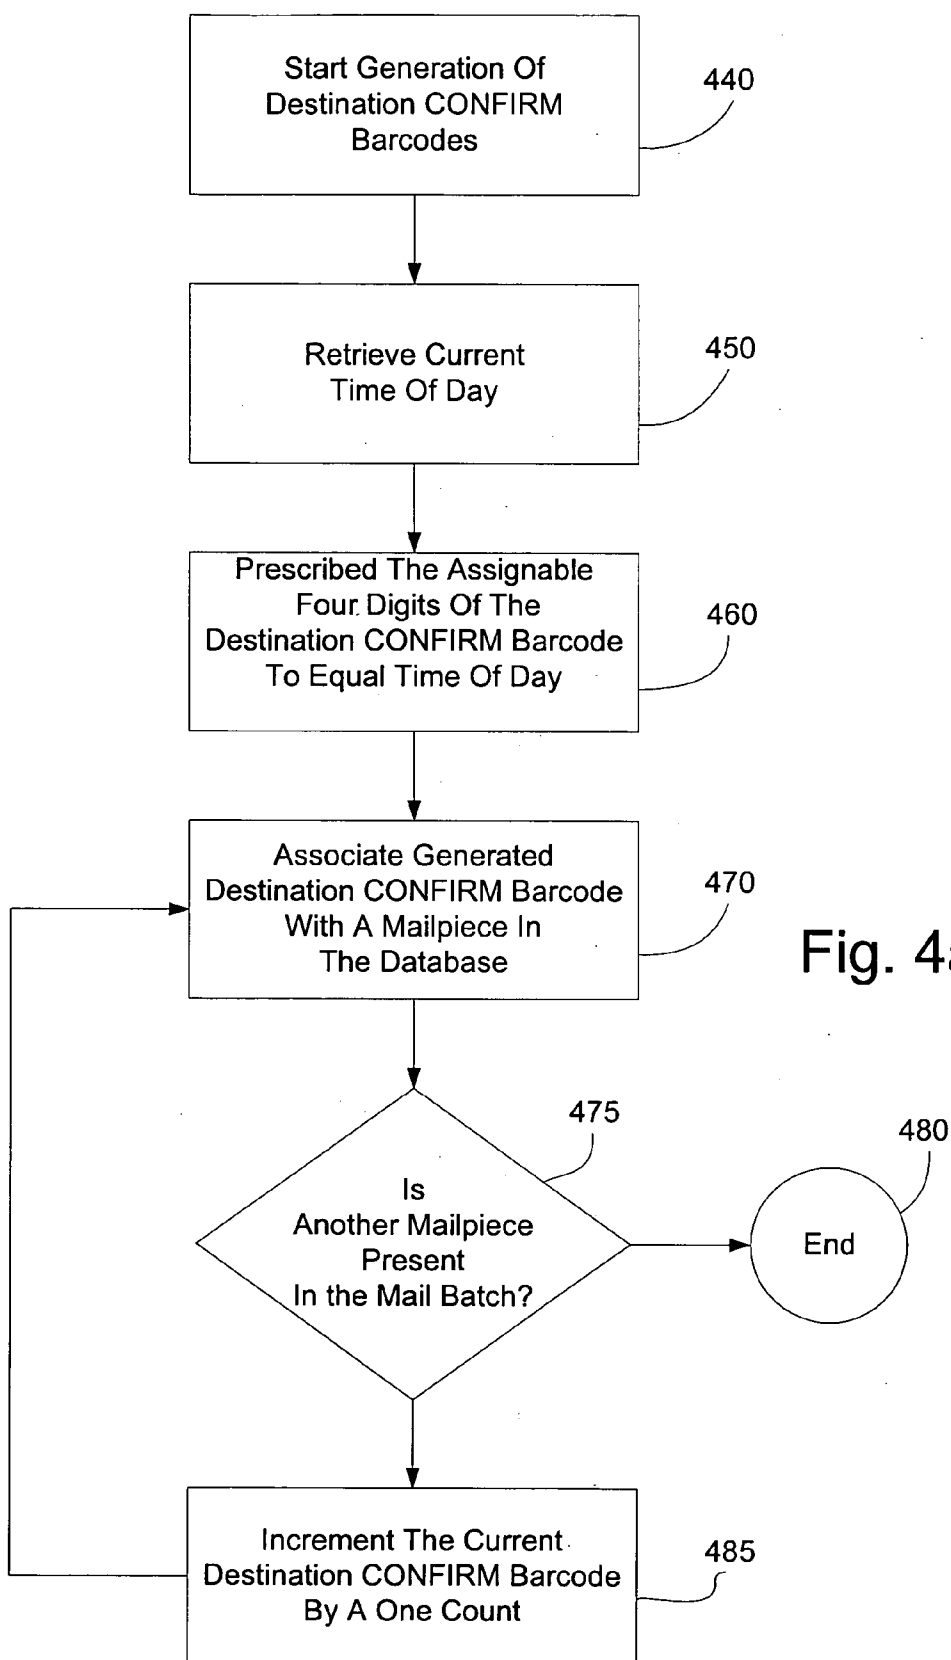 Start Generation Of
Destination CONFIRM
Barcodes
440
Retrieve Current
Time Of Day
450
Prescribed The Assignable
Four Digits Of The
Destination CONFIRM Barcode
To Equal Time Of Day
460
Associate Generated
Destination CONFIRM Barcode
With A Mailpiece In
The Database
470
Fig. 4a
475
480
Is
Another Mailpiece
Present
In the Mail Batch?
End
Increment The Current
Destination CONFIRM Barcode
By A One Count
485